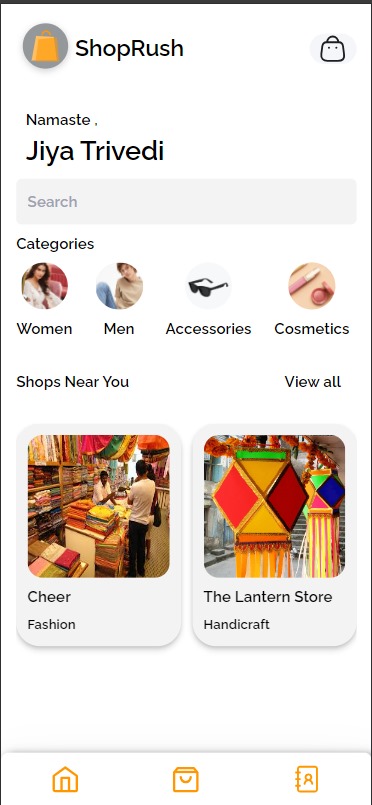 ShopRush
Namaste ,
Jiya Trivedi
Search
Categories
Women Men Accessories Cosmetics
Shops Near You View all
Cheer The Lantern Store
Fashion Handicraft